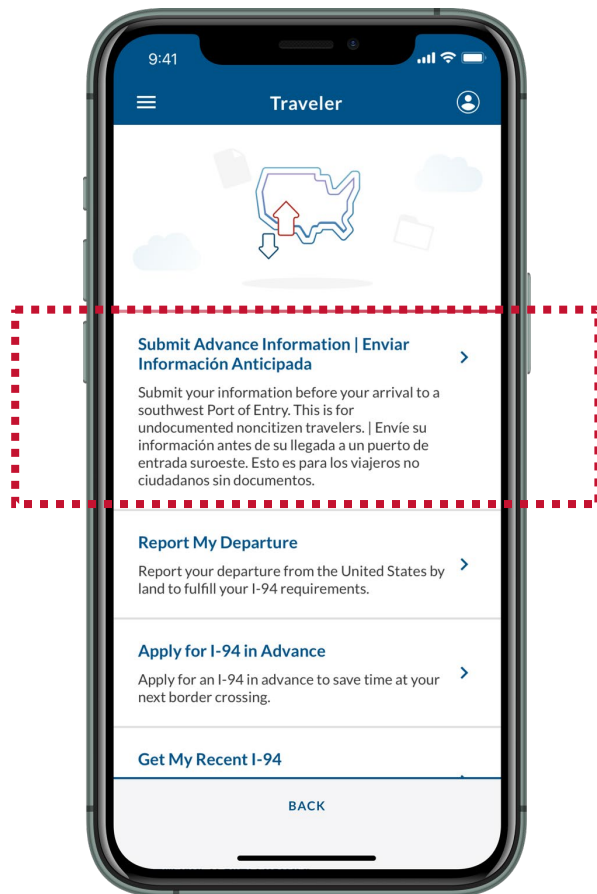 9:41
Traveler
Submit Advance Information | Enviar
Información Anticipada
Submit your information before your arrival to a
southwest Port of Entry. This is for
undocumented noncitizen travelers. | Envíe su
información antes de su llegada a un puerto de
entrada suroeste. Esto es para los viajeros no
ciudadanos sin documentos.
Report My Departure
Report your departure from the United States by
land to fulfill your I-94 requirements.
Apply for I-94 in Advance
Apply for an I-94 in advance to save time at your
next border crossing.
Get My Recent I-94
BACK